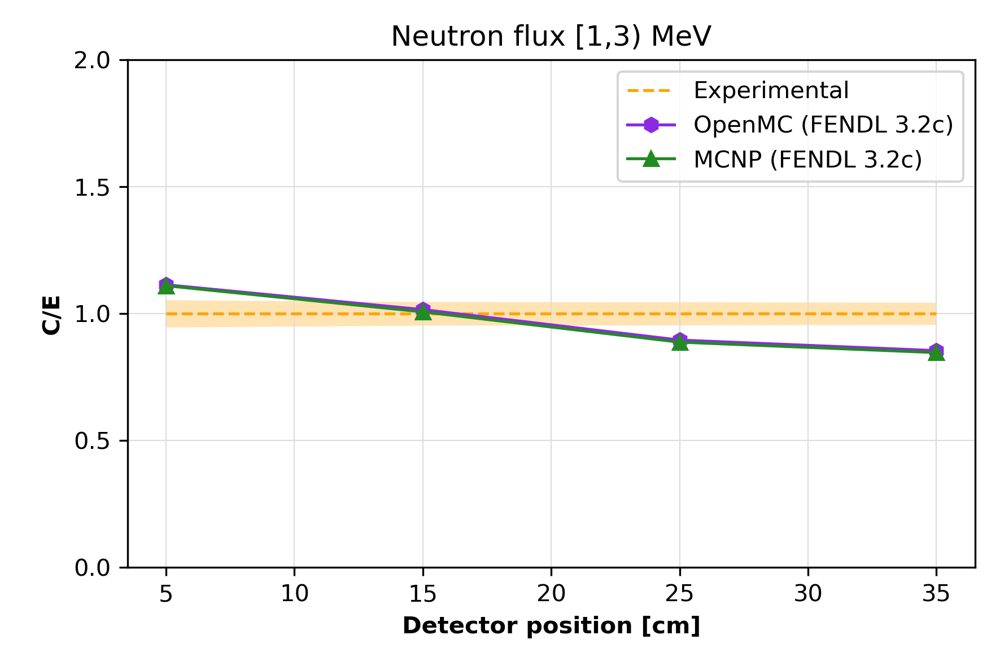 Neutron flux [1,3) MeV
2.0
1.5
1.0
0.5
0.0
C/E
Experimental
OpenMC (FENDL 3.2c)
MCNP (FENDL 3.2c)
5 10 15 20 25 30 35
Detector position [cm]